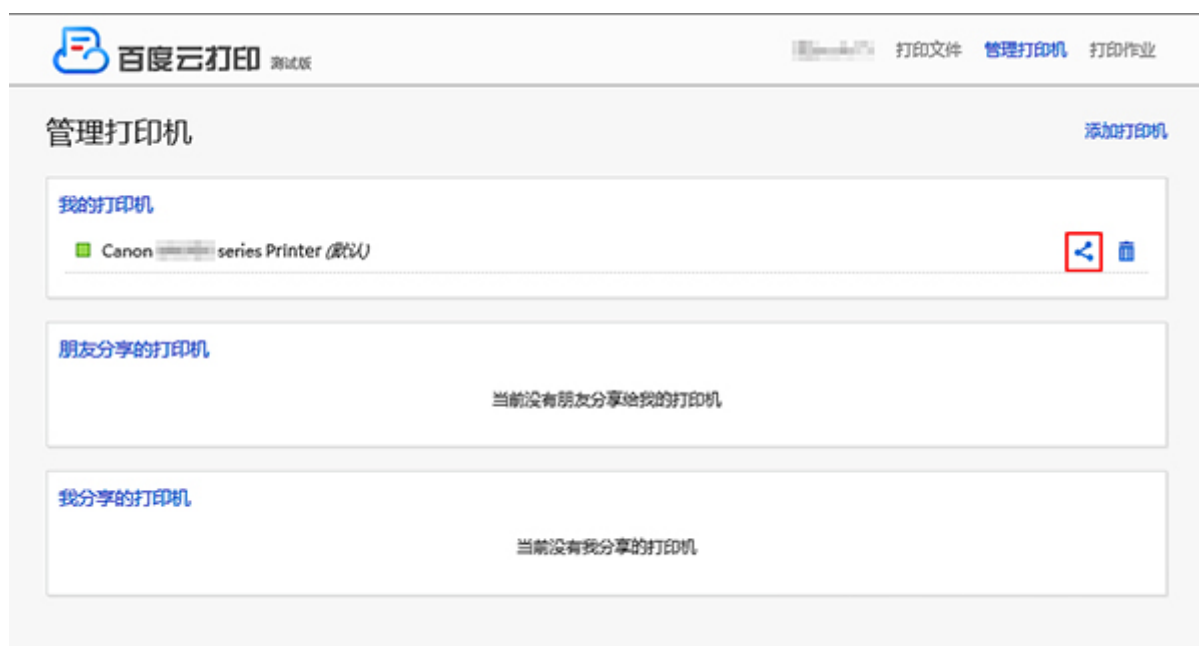 百度云打印 测试版
打印文件 管理打印机 打印作业
管理打印机
添加打印机
我的打印机
Canon series Printer (默认)
朋友分享的打印机
当前没有朋友分享给我的打印机
我分享的打印机
当前没有我分享的打印机